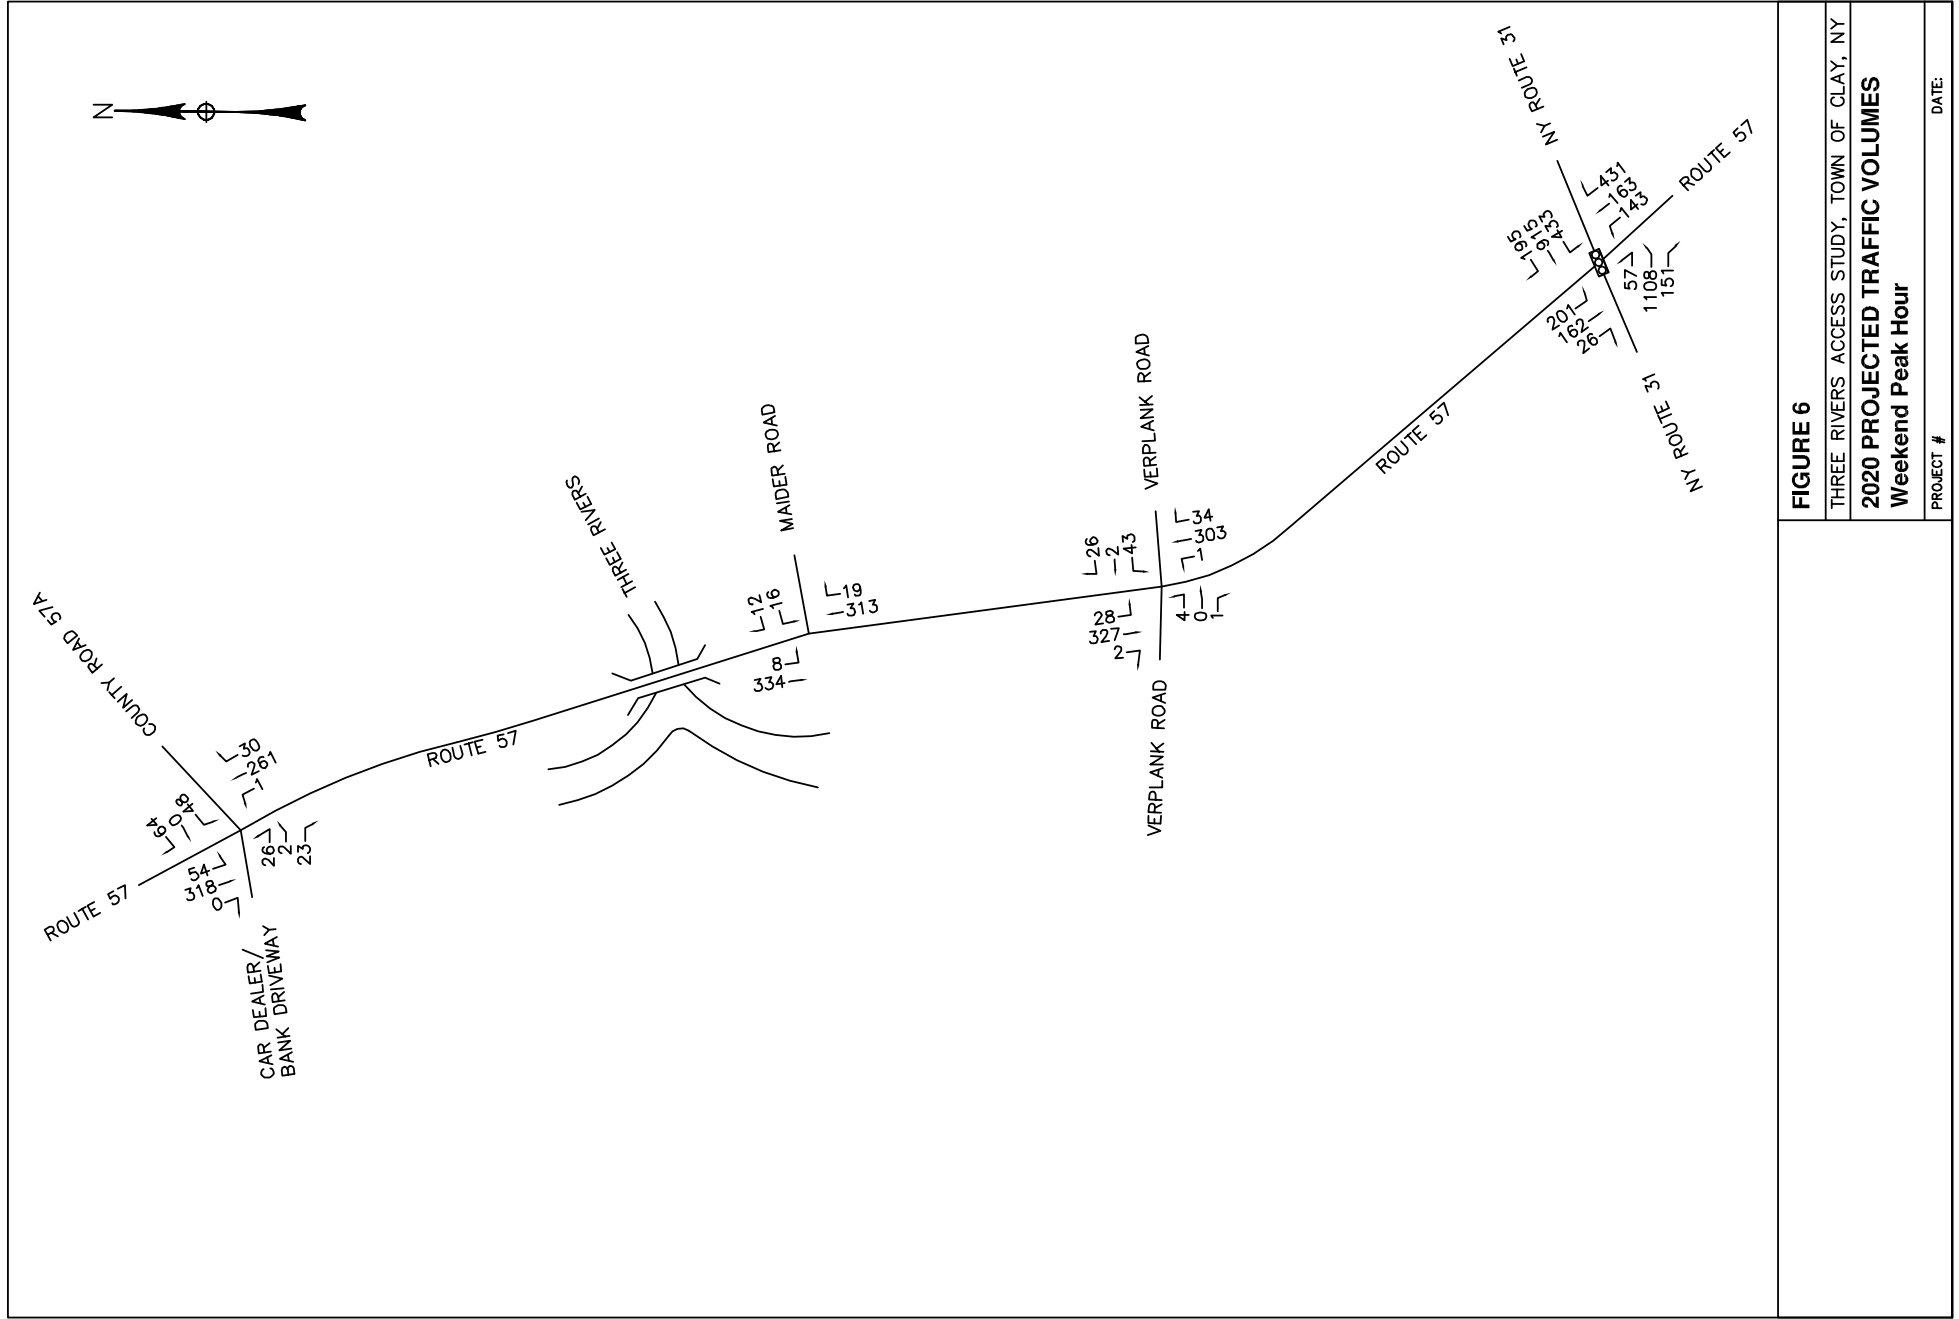 N
COUNTY ROAD 57A
ROUTE 57
CAR DEALER/
BANK DRIVEWAY
64
0
48
30
261
1
54
318
0
26
2
23
ROUTE 57
THREE RIVERS
MAIDER ROAD
12
16
19
313
8
334
VERPLANK ROAD
26
2
43
34
303
1
28
327
2
4
0
1
VERPLANK ROAD
ROUTE 57
NY ROUTE 31
195
915
433
431
163
143
201
162
26
57
1108
151
ROUTE 57
NY ROUTE 31
FIGURE 6
THREE RIVERS ACCESS STUDY, TOWN OF CLAY, NY
2020 PROJECTED TRAFFIC VOLUMES
Weekend Peak Hour
PROJECT # DATE: